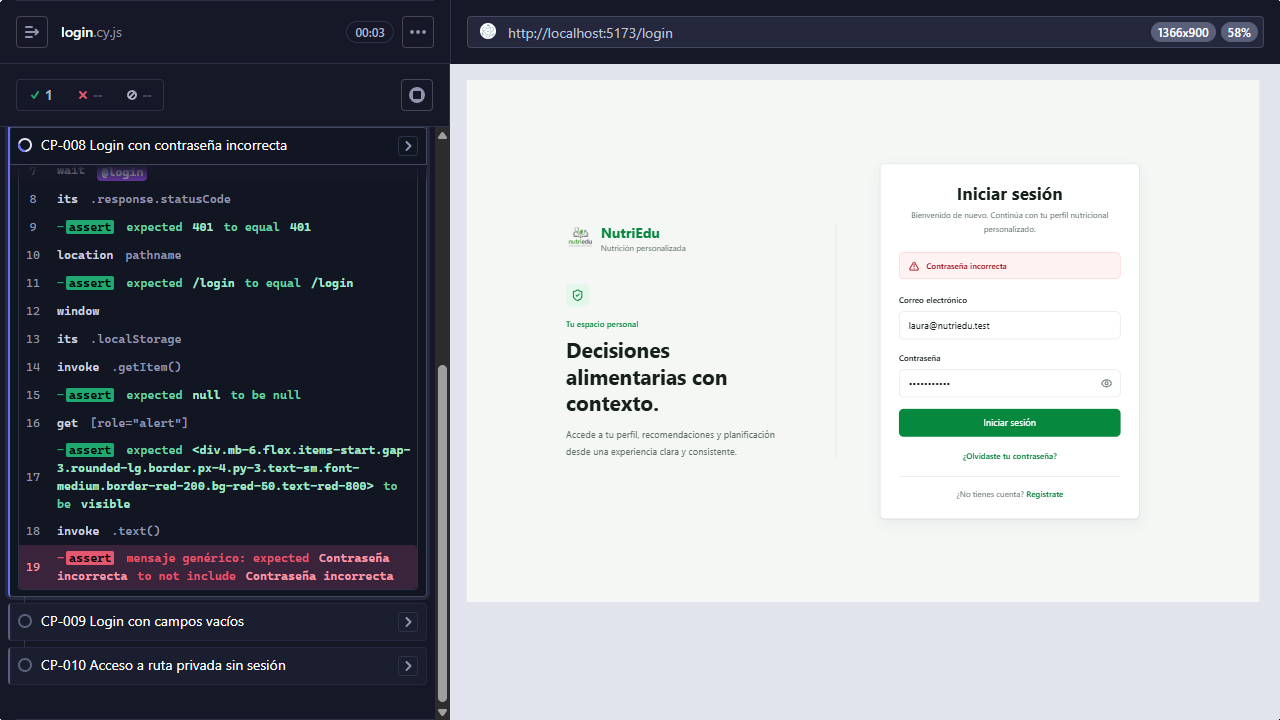 login.cy.js
00:03
1 -- --
CP-008 Login con contraseña incorrecta
7 wait @login
8 its .response.statusCode
9 -assert expected 401 to equal 401
10 location pathname
11 -assert expected /login to equal /login
12 window
13 its .localStorage
14 invoke .getItem()
15 -assert expected null to be null
16 get [role="alert"]
17 -assert expected <div.mb-6.flex.items-start.gap-
3.rounded-lg.border.px-4.py-3.text-sm.font-
medium.border-red-200.bg-red-50.text-red-800> to
be visible
18 invoke .text()
19 -assert mensaje genérico: expected Contraseña
incorrecta to not include Contraseña incorrecta
CP-009 Login con campos vacíos
CP-010 Acceso a ruta privada sin sesión
http://localhost:5173/login
1366x900
58%
nutriedu
NutriEdu
Nutrición personalizada
Tu espacio personal
Decisiones
alimentarias con
contexto.
Accede a tu perfil, recomendaciones y planificación
desde una experiencia clara y consistente.
Iniciar sesión
Bienvenido de nuevo. Continúa con tu perfil nutricional
personalizado.
Contraseña incorrecta
Correo electrónico
laura@nutriedu.test
Contraseña
•••••••••••
Iniciar sesión
¿Olvidaste tu contraseña?
¿No tienes cuenta? Regístrate